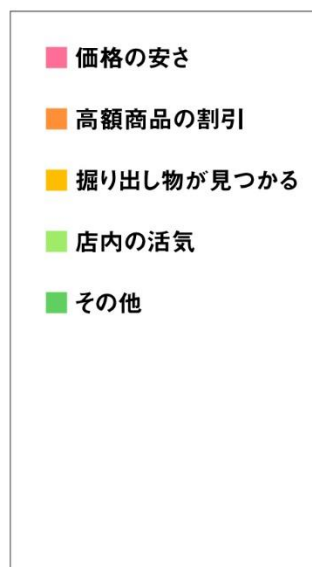 価格の安さ
高額商品の割引
掘り出し物が見つかる
店内の活気
その他